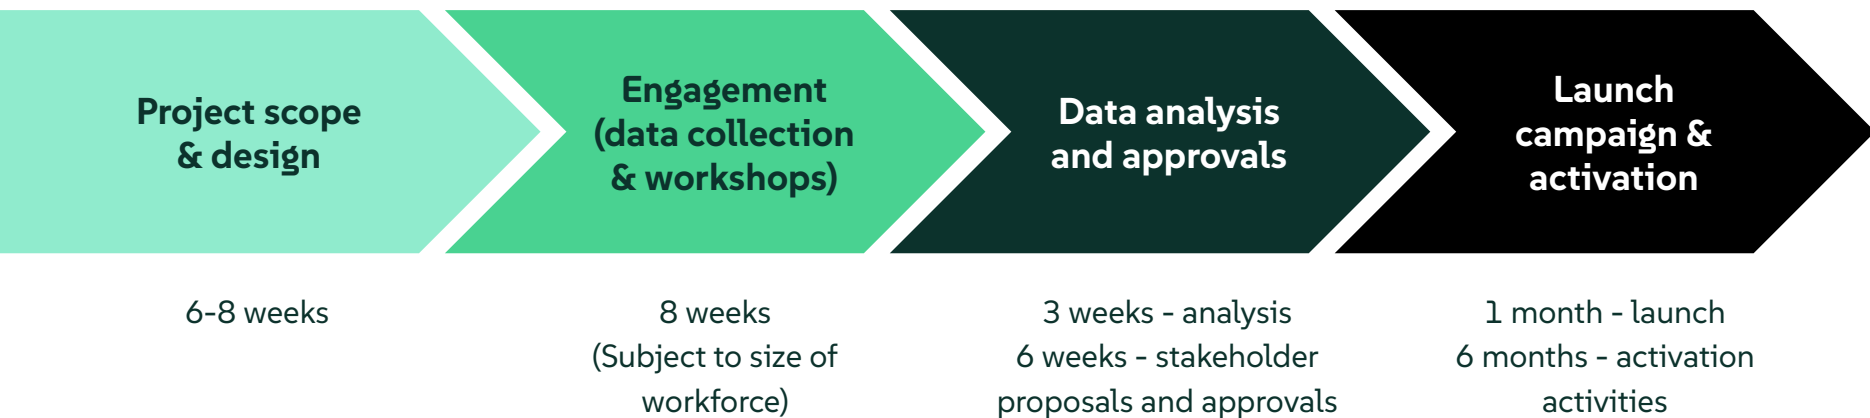 Project scope
& design
Engagement
(data collection
& workshops)
Data analysis
and approvals
Launch
campaign &
activation
6-8 weeks
8 weeks
(Subject to size of
workforce)
3 weeks - analysis
6 weeks - stakeholder
proposals and approvals
1 month - launch
6 months - activation
activities